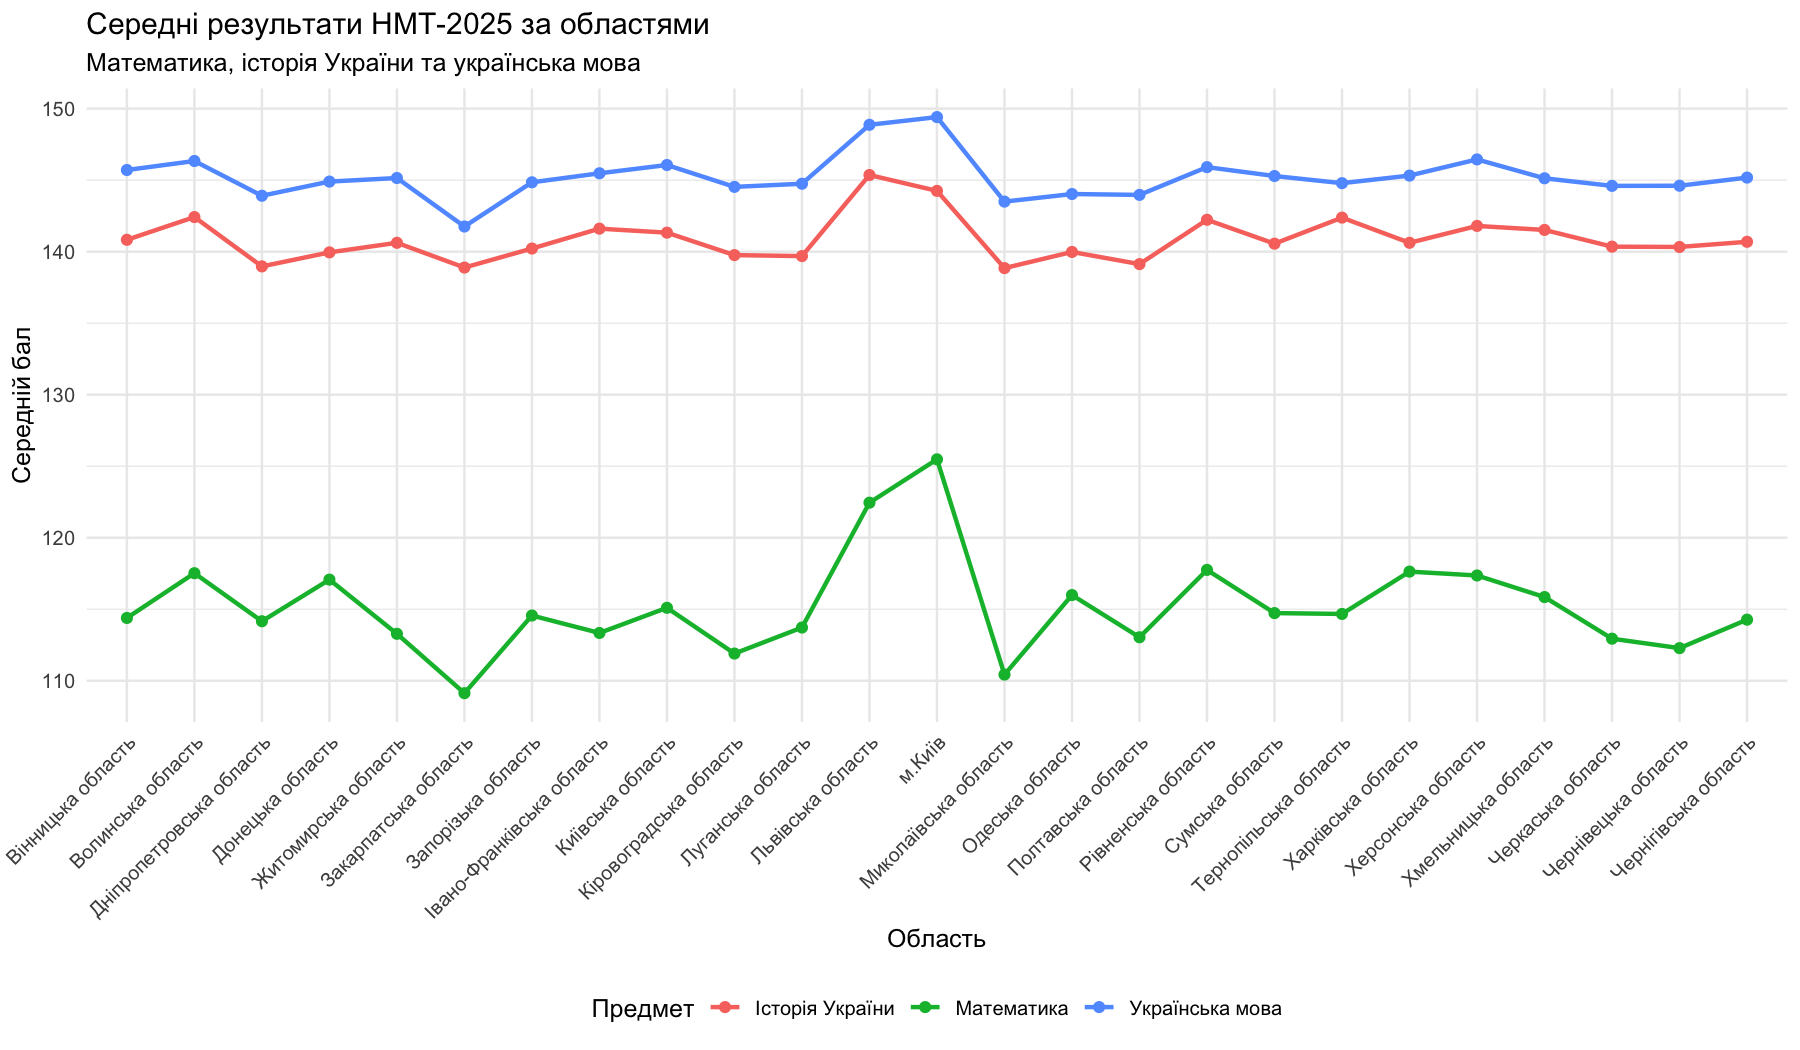 Середні результати НМТ-2025 за областями
Математика, історія України та українська мова
Середній бал
150
140
130
120
110
Вінницька область
Волинська область
Дніпропетровська область
Донецька область
Житомирська область
Закарпатська область
Запорізька область
Івано-Франківська область
Київська область
Кіровоградська область
Луганська область
Львівська область
м.Київ
Миколаївська область
Одеська область
Полтавська область
Рівненська область
Сумська область
Тернопільська область
Харківська область
Херсонська область
Хмельницька область
Черкаська область
Чернівецька область
Чернігівська область
Область
Предмет Історія України Математика Українська мова